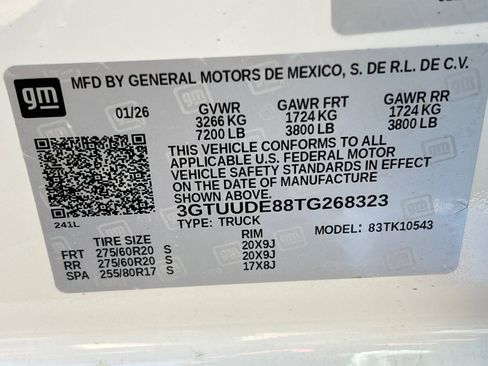 gm
MFD BY GENERAL MOTORS DE MEXICO, S. DE R.L. DE C.V.
01/26 GVWR GAWR FRT GAWR RR
3266 KG 1724 KG 1724 KG
7200 LB 3800 LB 3800 LB
THIS VEHICLE CONFORMS TO ALL
APPLICABLE U.S. FEDERAL MOTOR
VEHICLE SAFETY STANDARDS IN EFFECT
ON THE DATE OF MANUFACTURE
SHOWN ABOVE.
3GTUUDE88TG268323
241L
TYPE: TRUCK MODEL: 83TK10543
TIRE SIZE RIM
FRT 275/60R20 S 20X9J
RR 275/60R20 S 20X9J
SPA 255/80R17 S 17X8J